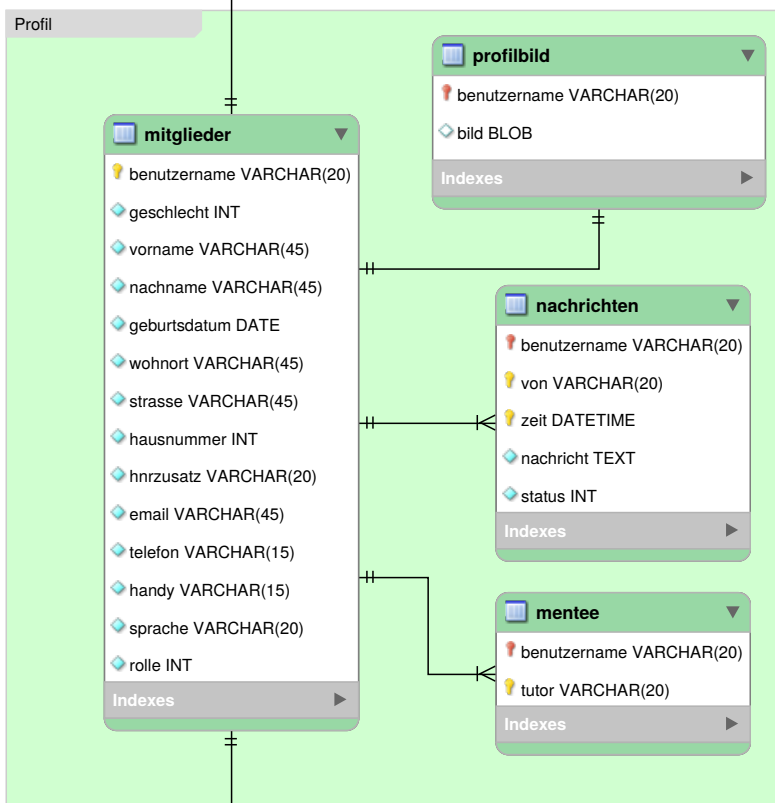 Profil
profilbild
benutzername VARCHAR(20)
bild BLOB
Indexes
mitglieder
benutzername VARCHAR(20)
geschlecht INT
vorname VARCHAR(45)
nachname VARCHAR(45)
geburtsdatum DATE
wohnort VARCHAR(45)
strasse VARCHAR(45)
hausnummer INT
hnrzusatz VARCHAR(20)
email VARCHAR(45)
telefon VARCHAR(15)
handy VARCHAR(15)
sprache VARCHAR(20)
rolle INT
Indexes
nachrichten
benutzername VARCHAR(20)
von VARCHAR(20)
zeit DATETIME
nachricht TEXT
status INT
Indexes
mentee
benutzername VARCHAR(20)
tutor VARCHAR(20)
Indexes